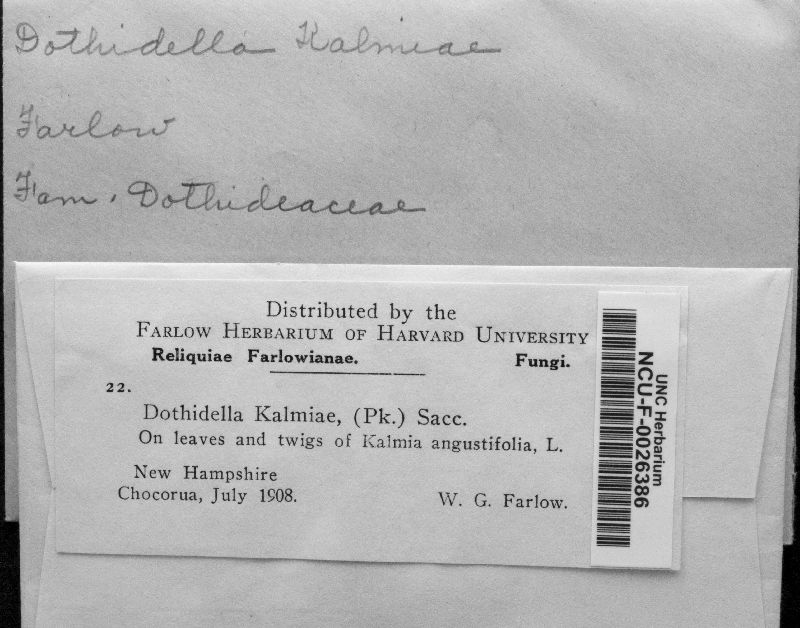 Dothidella Kalmiae
Farlow
Fam. Dothideaceae
Distributed by the
FARLOW HERBARIUM OF HARVARD UNIVERSITY
Reliquiae Farlowianae. Fungi.
22.
Dothidella Kalmiae, (Pk.) Sacc.
On leaves and twigs of Kalmia angustifolia, L.
New Hampshire
Chocorua, July 1908. W. G. Farlow.
UNC Herbarium
NCU-F-0026386